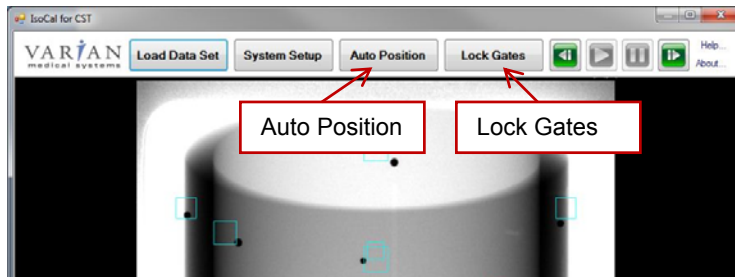 IsoCal for CST
VARIAN
medical systems
Load Data Set
System Setup
Auto Position
Lock Gates
Help...
About...
Auto Position
Lock Gates